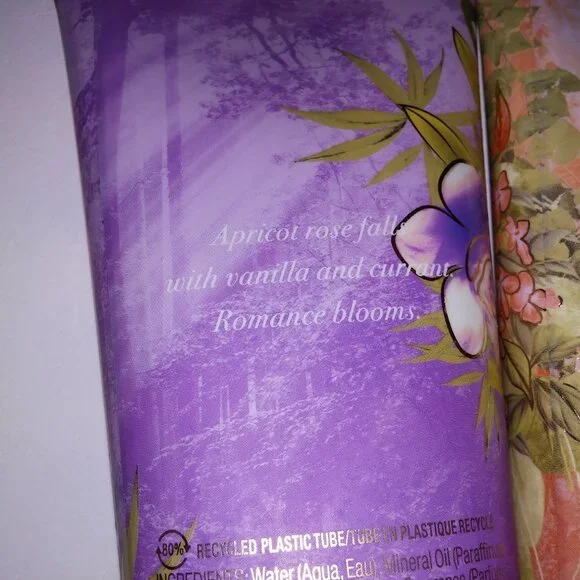 Apricot rose falls
with vanilla and currant.
Romance blooms.
80% RECYCLED PLASTIC TUBE/TUBE EN PLASTIQUE RECYCLÉ
INGREDIENTS: Water (Aqua, Eau), Mineral Oil (Paraffin